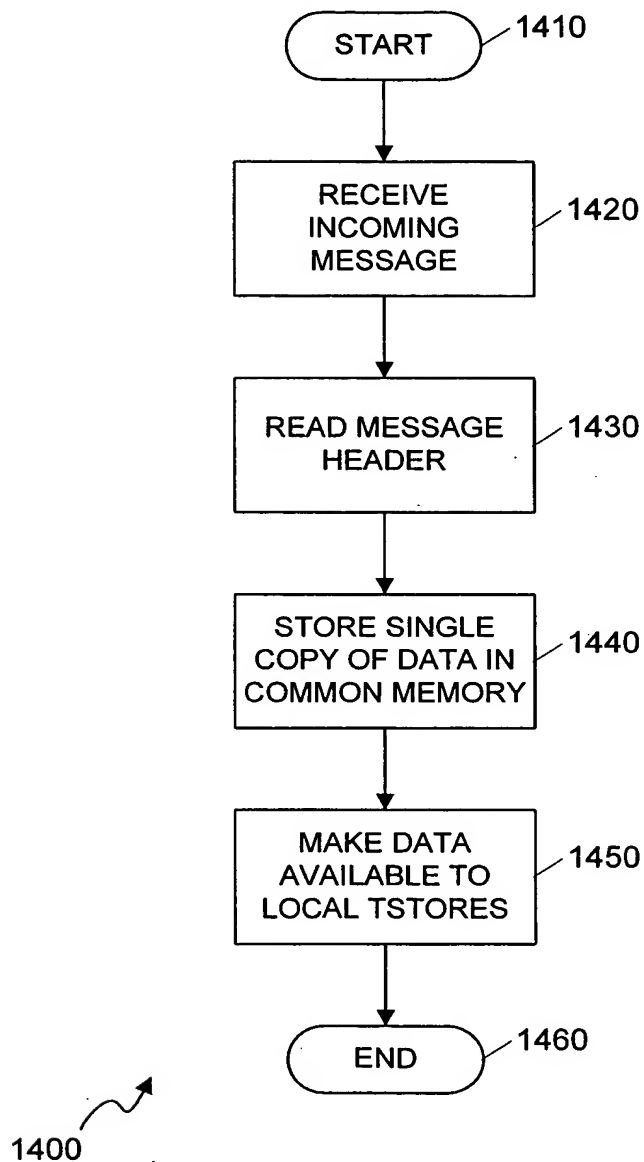 START
1410
RECEIVE
INCOMING
MESSAGE
1420
READ MESSAGE
HEADER
1430
STORE SINGLE
COPY OF DATA IN
COMMON MEMORY
1440
MAKE DATA
AVAILABLE TO
LOCAL TSTORES
1450
END
1460
1400